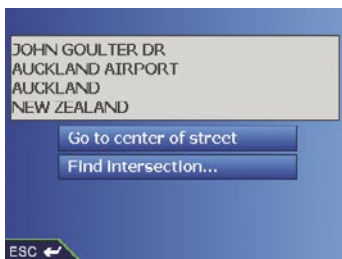 JOHN GOULTER DR
AUCKLAND AIRPORT
AUCKLAND
NEW ZEALAND
Go to center of street
Find Intersection...
ESC